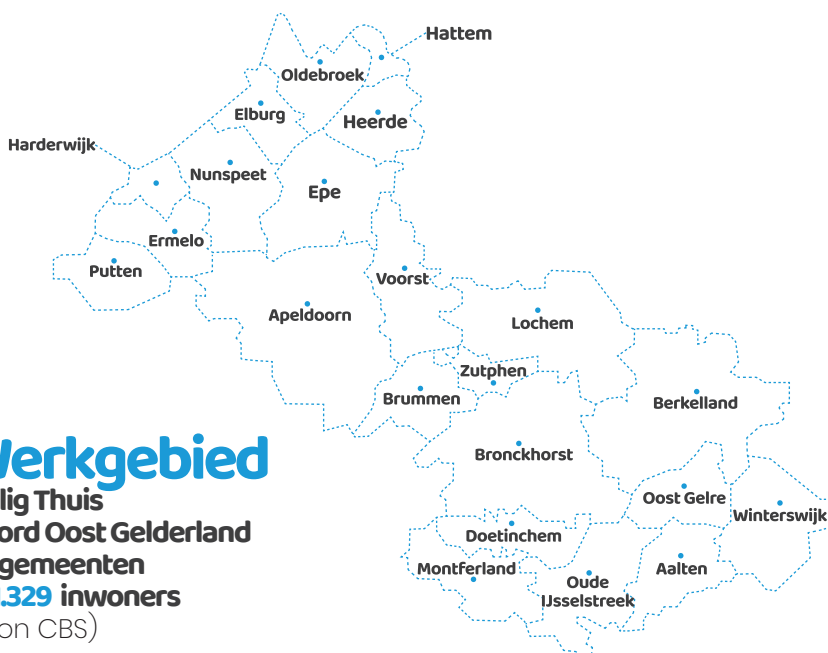 Hattem
Oldebroek
Elburg
Heerde
Harderwijk
Nunspeet
Epe
Ermelo
Putten
Voorst
Apeldoorn
Lochem
Zutphen
Brummen
Berkelland
Bronckhorst
Oost Gelre
Winterswijk
Doetinchem
Montferland
Aalten
Oude
IJsselstreek
Werkgebied
lig Thuis
ord Oost Gelderland
gemeenten
.329 inwoners
on CBS)